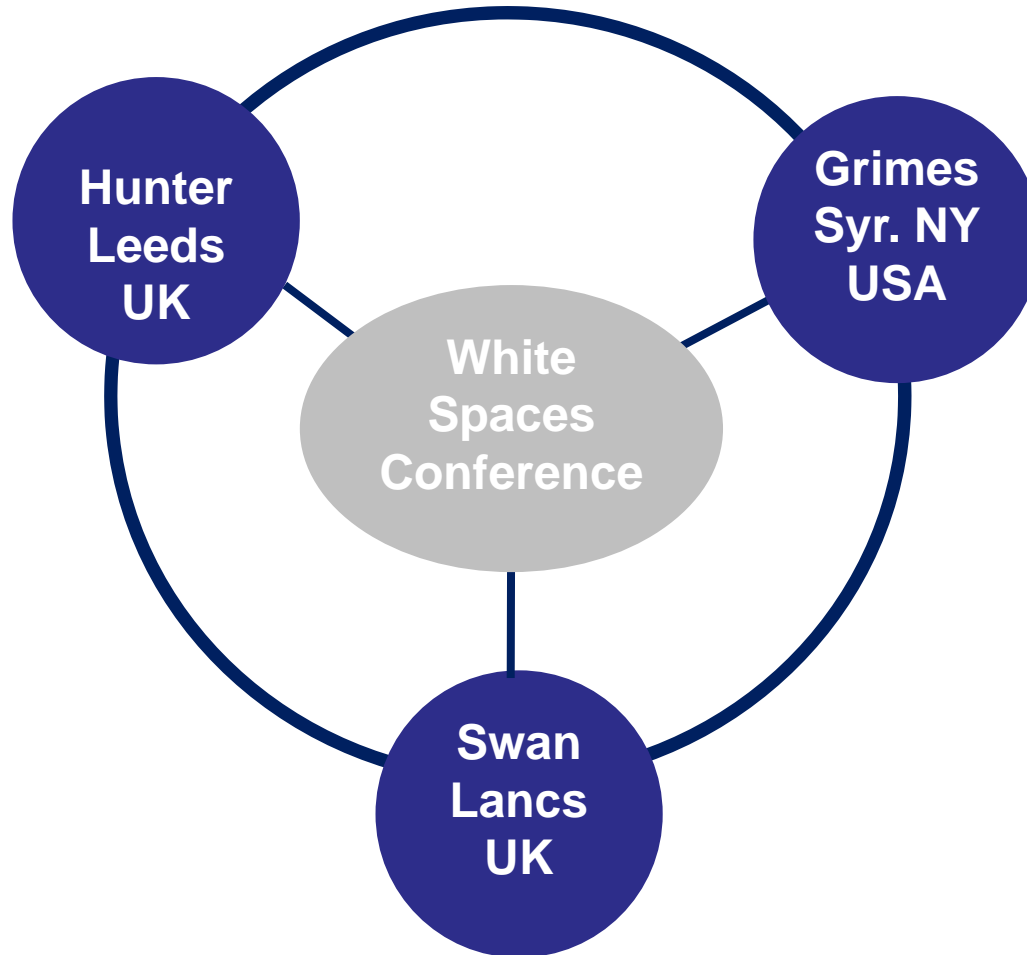 Hunter
Leeds
UK
Grimes
Syr. NY
USA
White
Spaces
Conference
Swan
Lancs
UK